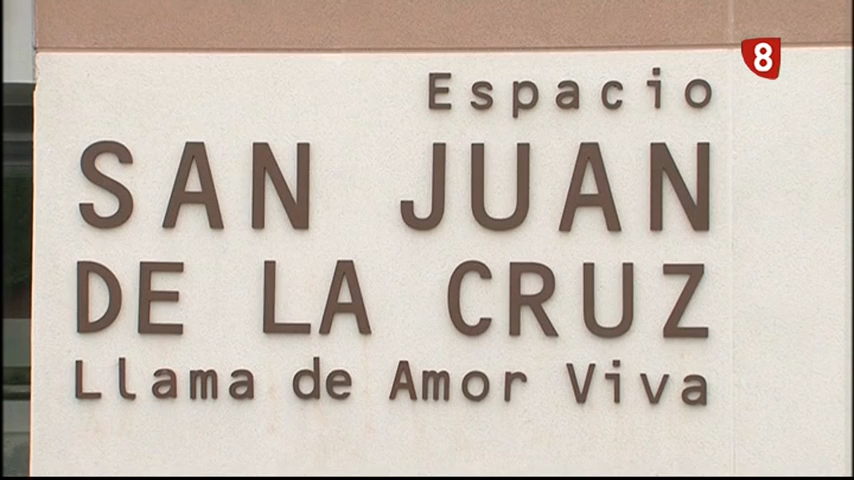 8
Espacio
SAN JUAN
DE LA CRUZ
Llama de Amor Viva